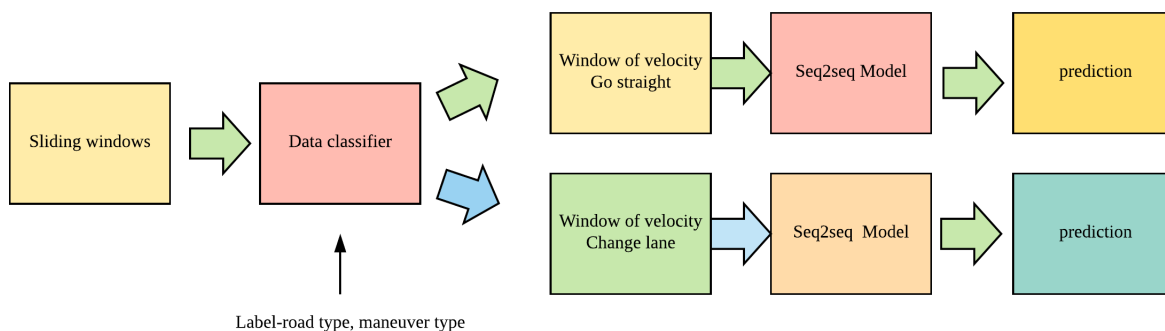 Sliding windows
Data classifier
Label-road type, maneuver type
Window of velocity
Go straight
Seq2seq Model
prediction
Window of velocity
Change lane
Seq2seq  Model
prediction